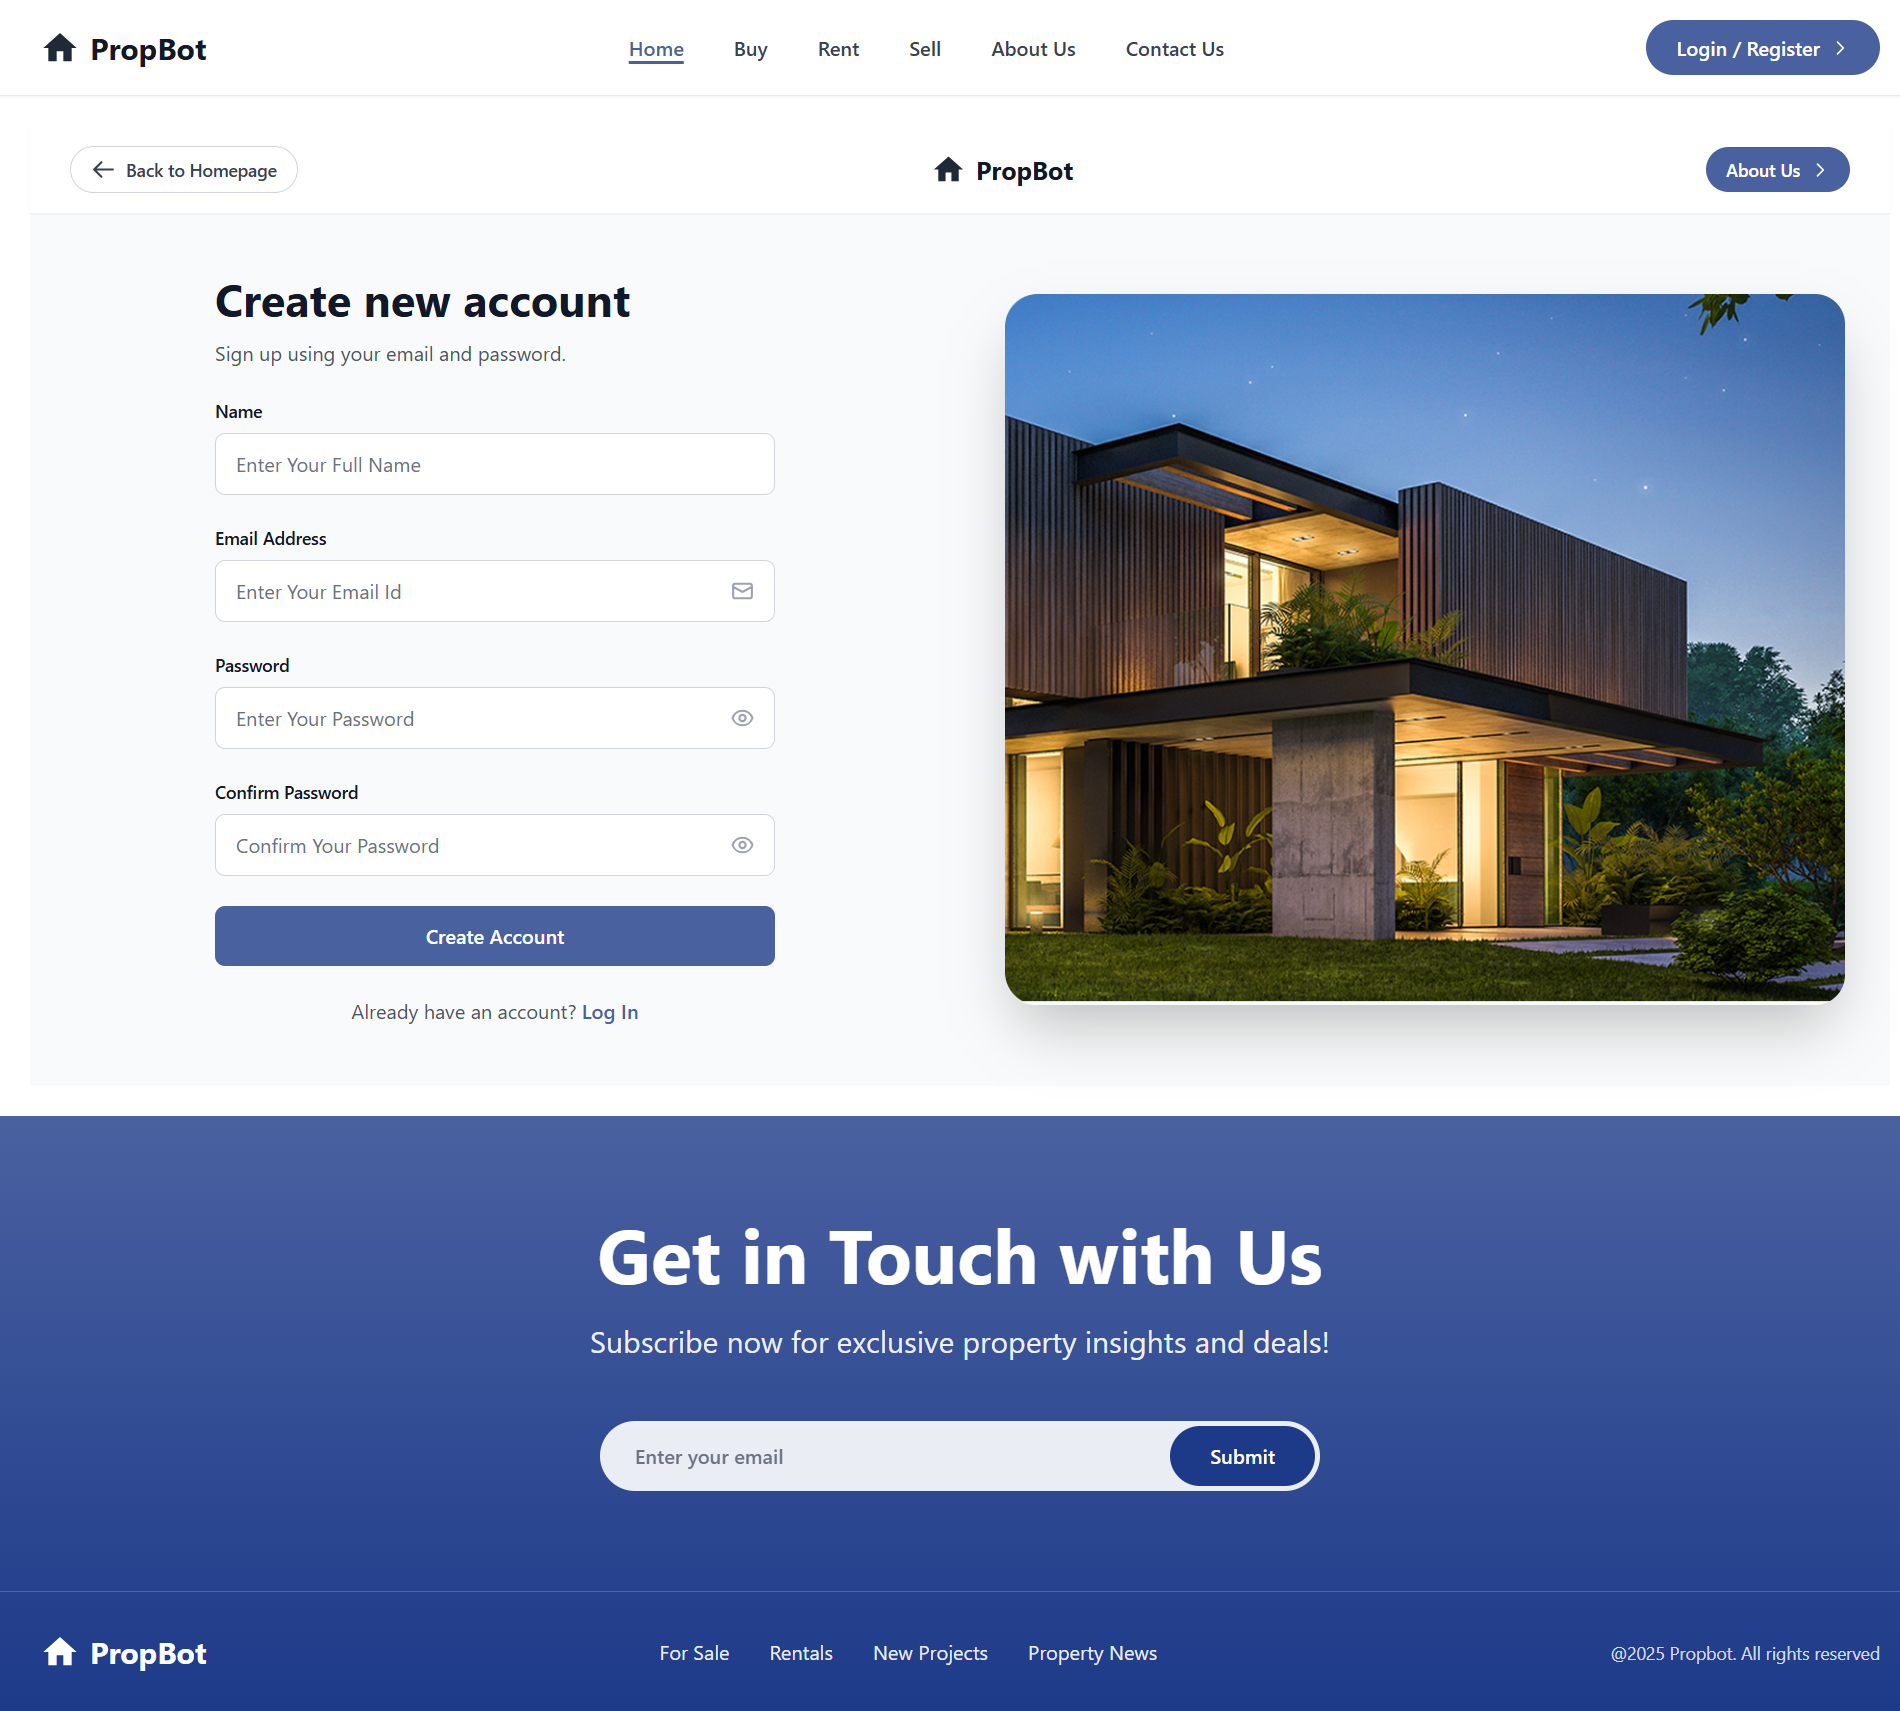 PropBot
Home Buy Rent Sell About Us Contact Us
Login / Register
Back to Homepage
PropBot
About Us
Create new account
Sign up using your email and password.
Name
Enter Your Full Name
Email Address
Enter Your Email Id
Password
Enter Your Password
Confirm Password
Confirm Your Password
Create Account
Already have an account? Log In
Get in Touch with Us
Subscribe now for exclusive property insights and deals!
Enter your email
Submit
PropBot
For Sale Rentals New Projects Property News
@2025 Propbot. All rights reserved